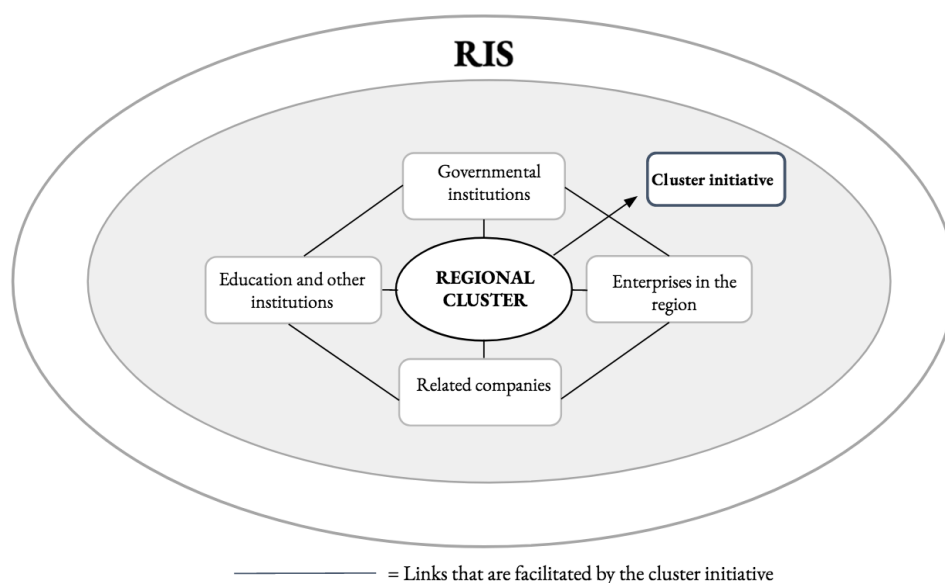 RIS
Governmental
institutions
Cluster initiative
Education and other
institutions
REGIONAL
CLUSTER
Enterprises in the
region
Related companies
= Links that are facilitated by the cluster initiative